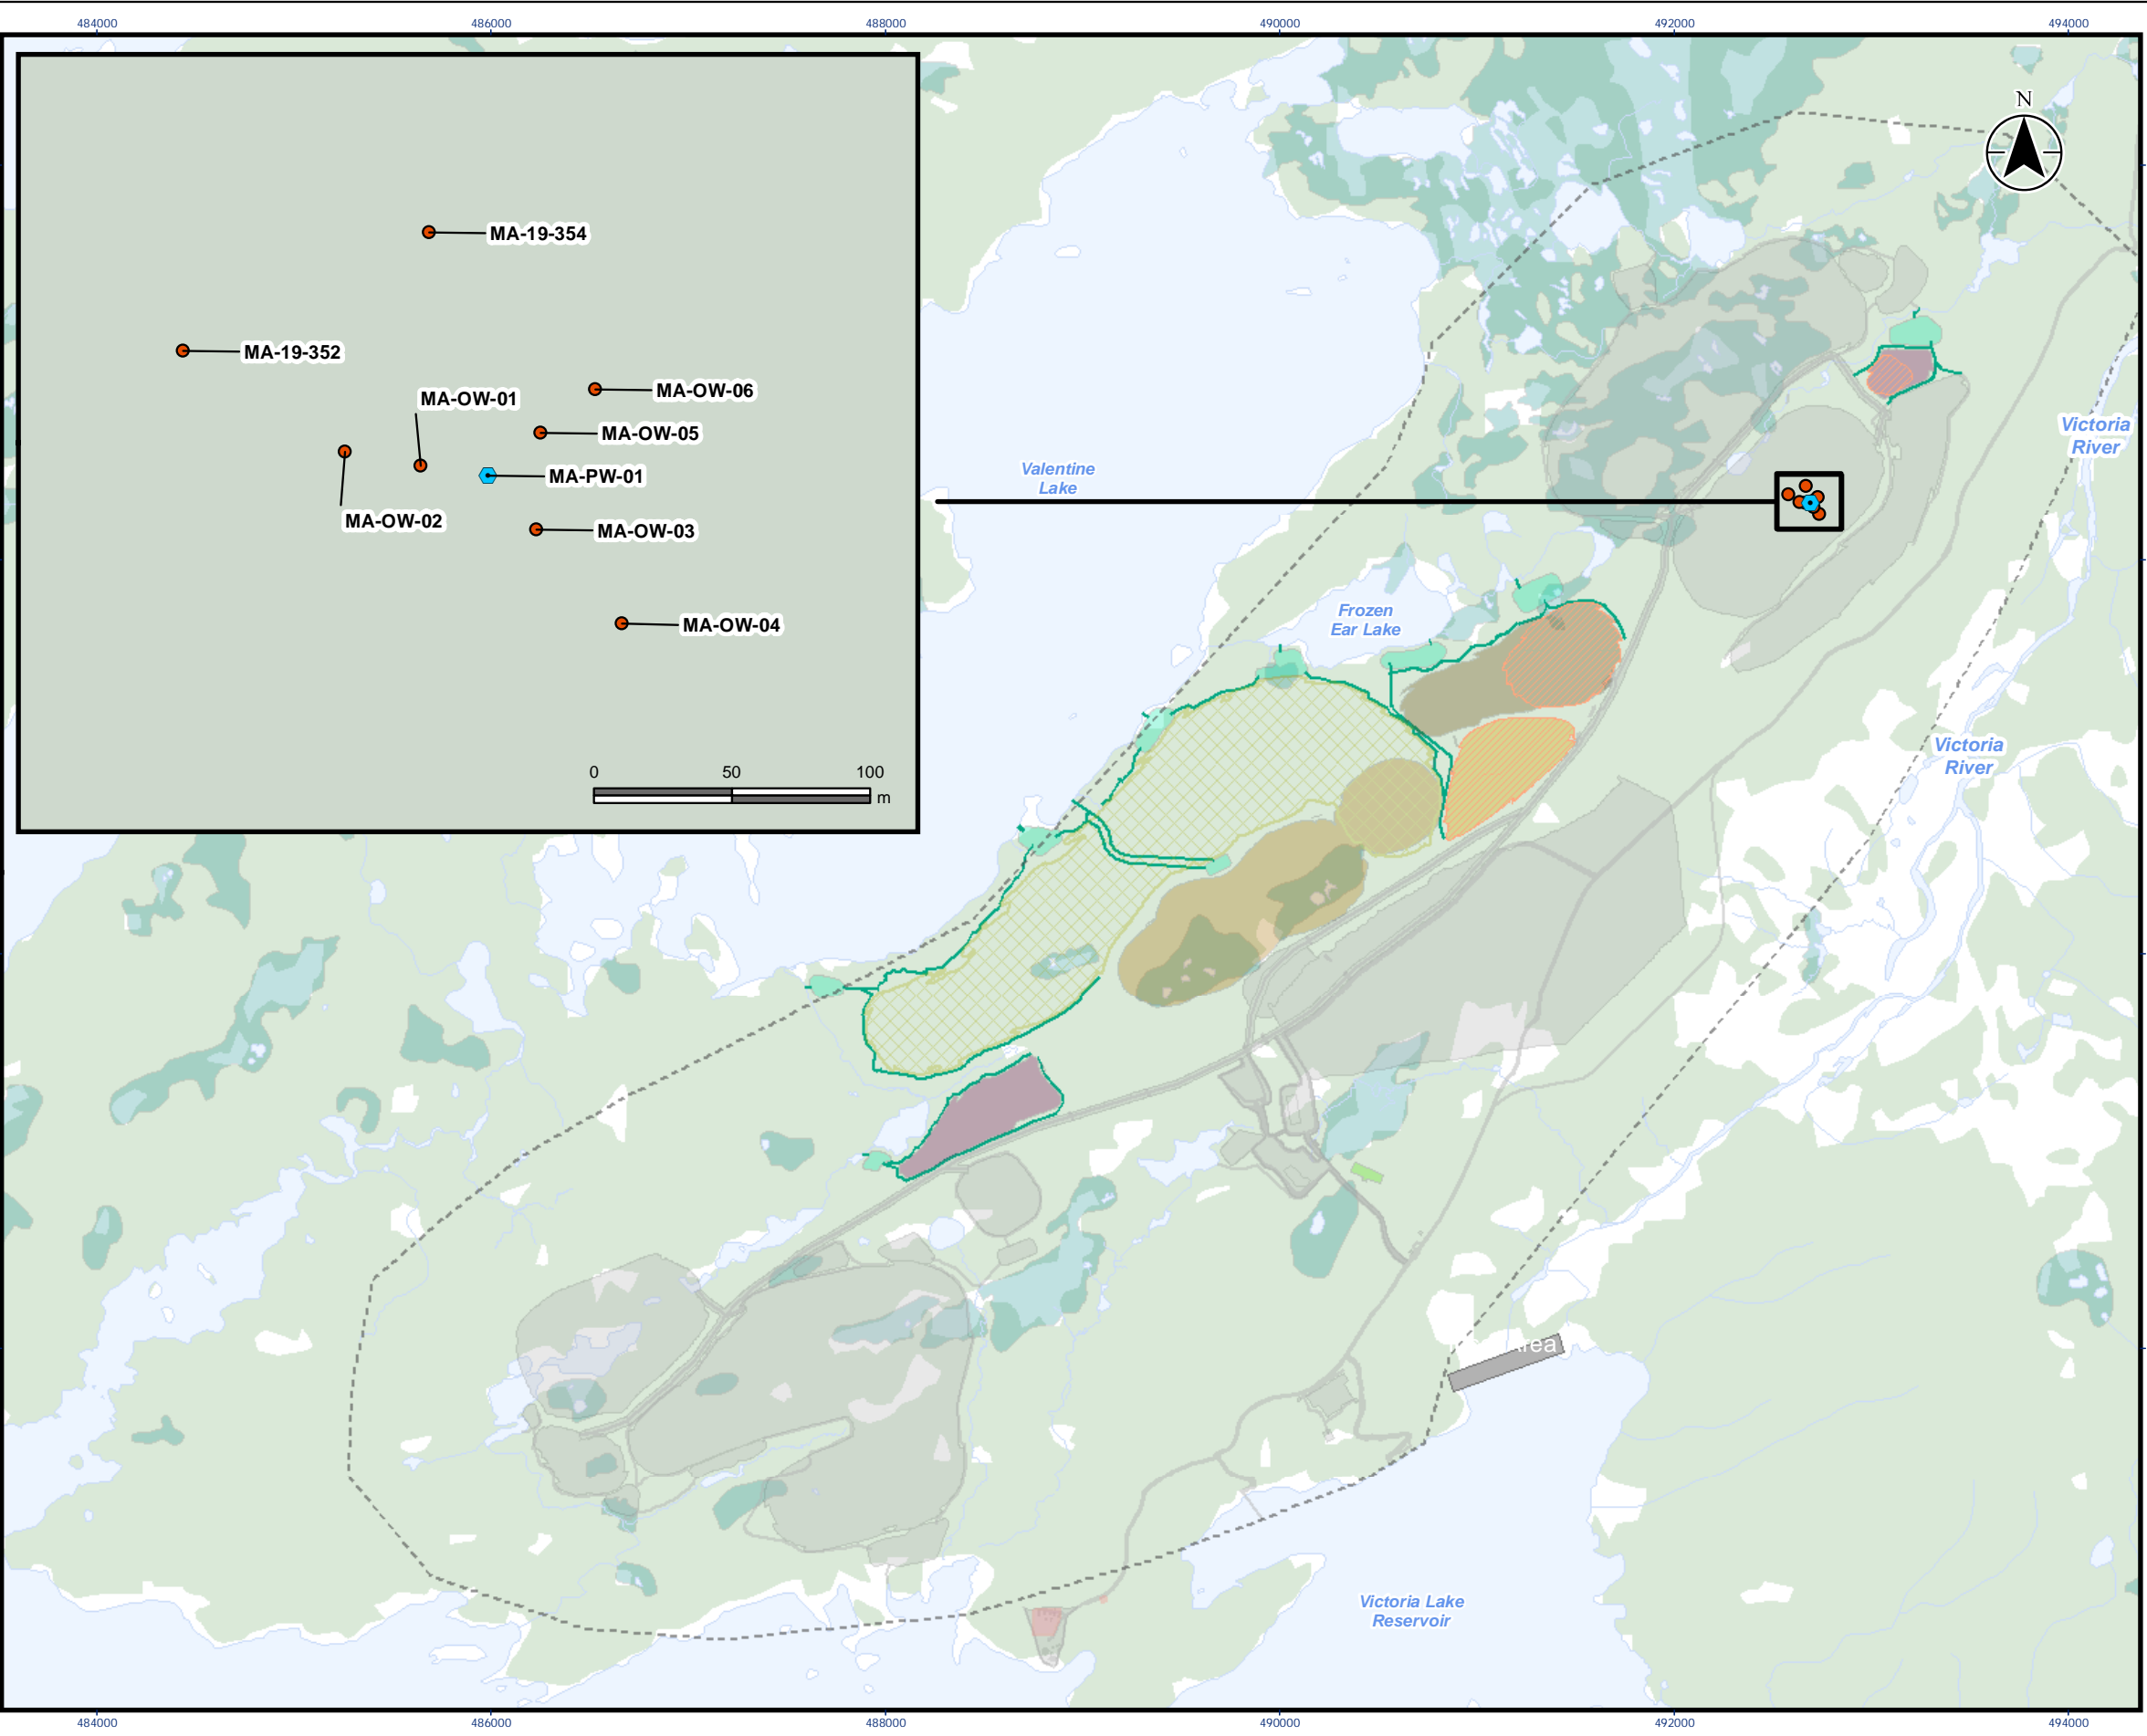 484000
486000
488000
490000
492000
494000
N
MA-19-354
MA-19-352
MA-OW-01
MA-OW-06
MA-OW-05
MA-PW-01
MA-OW-02
MA-OW-03
MA-OW-04
0
50
100
m
Valentine
Lake
Victoria
River
Frozen
Ear Lake
Victoria
River
Victoria Lake
Reservoir
484000
486000
488000
490000
492000
494000